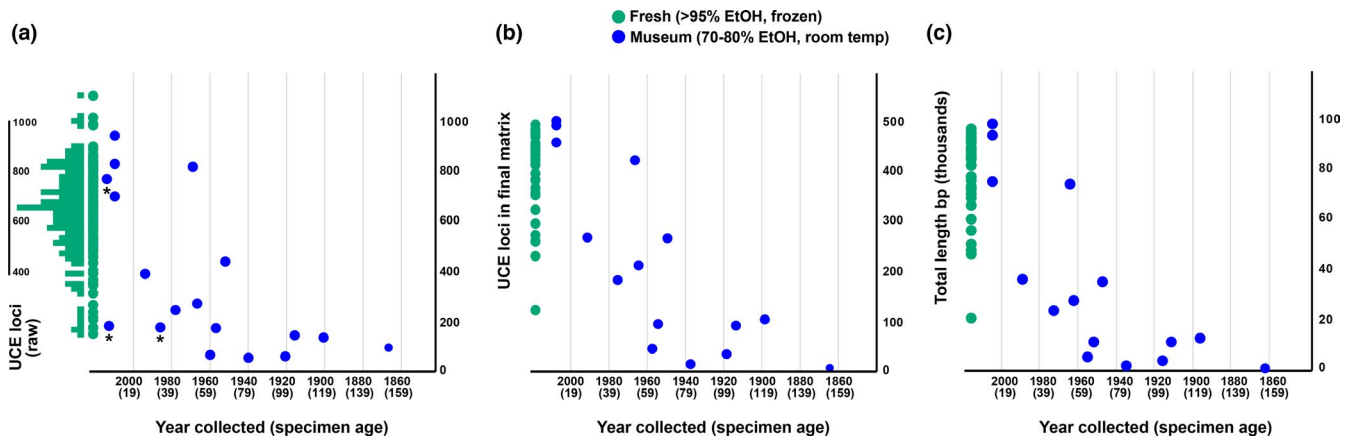 Fresh (>95% EtOH, frozen)
Museum (70-80% EtOH, room temp)
(a)
1000
800
600
400
UCE loci
(raw)
*
*
*
1000
800
600
400
200
0
2000 1980 1960 1940 1920 1900 1880 1860
(19) (39) (59) (79) (99) (119) (139) (159)
Year collected (specimen age)
(b)
UCE loci in final matrix
500
400
300
200
100
0
2000 1980 1960 1940 1920 1900 1880 1860
(19) (39) (59) (79) (99) (119) (139) (159)
Year collected (specimen age)
(c)
Total length bp (thousands)
100
80
60
40
20
0
2000 1980 1960 1940 1920 1900 1880 1860
(19) (39) (59) (79) (99) (119) (139) (159)
Year collected (specimen age)